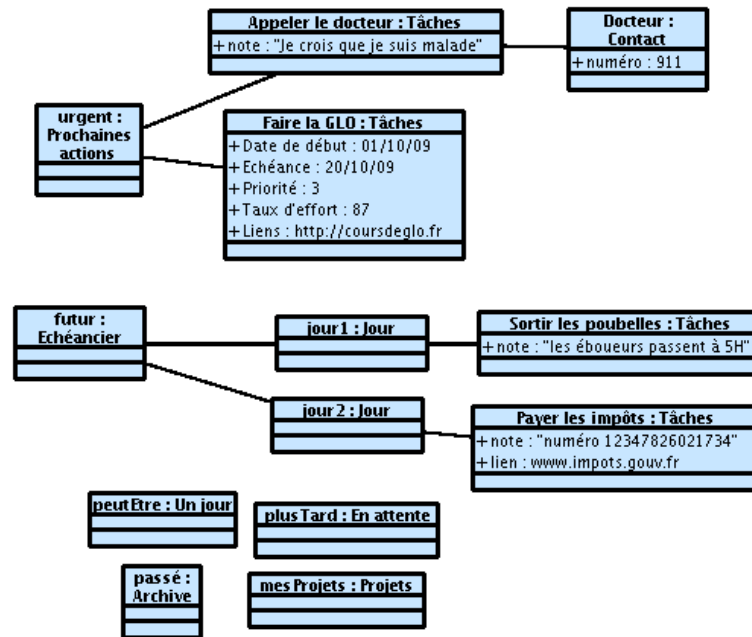 Appeler le docteur : Tâches
+ note : "Je crois que je suis malade"
Docteur :
Contact
+ numéro : 911
urgent :
Prochaines
actions
Faire la GLO : Tâches
+ Date de début : 01/10/09
+ Echéance : 20/10/09
+ Priorité : 3
+ Taux d'effort : 87
+ Liens : http://coursdeglo.fr
futur :
Echéancier
jour1 : Jour
Sortir les poubelles : Tâches
+ note : "les éboueurs passent à 5H"
jour2 : Jour
Payer les impôts : Tâches
+ note : "numéro 12347826021734"
+ lien : www.impots.gouv.fr
peutEtre : Un jour
plusTard : En attente
passé :
Archive
mesProjets : Projets